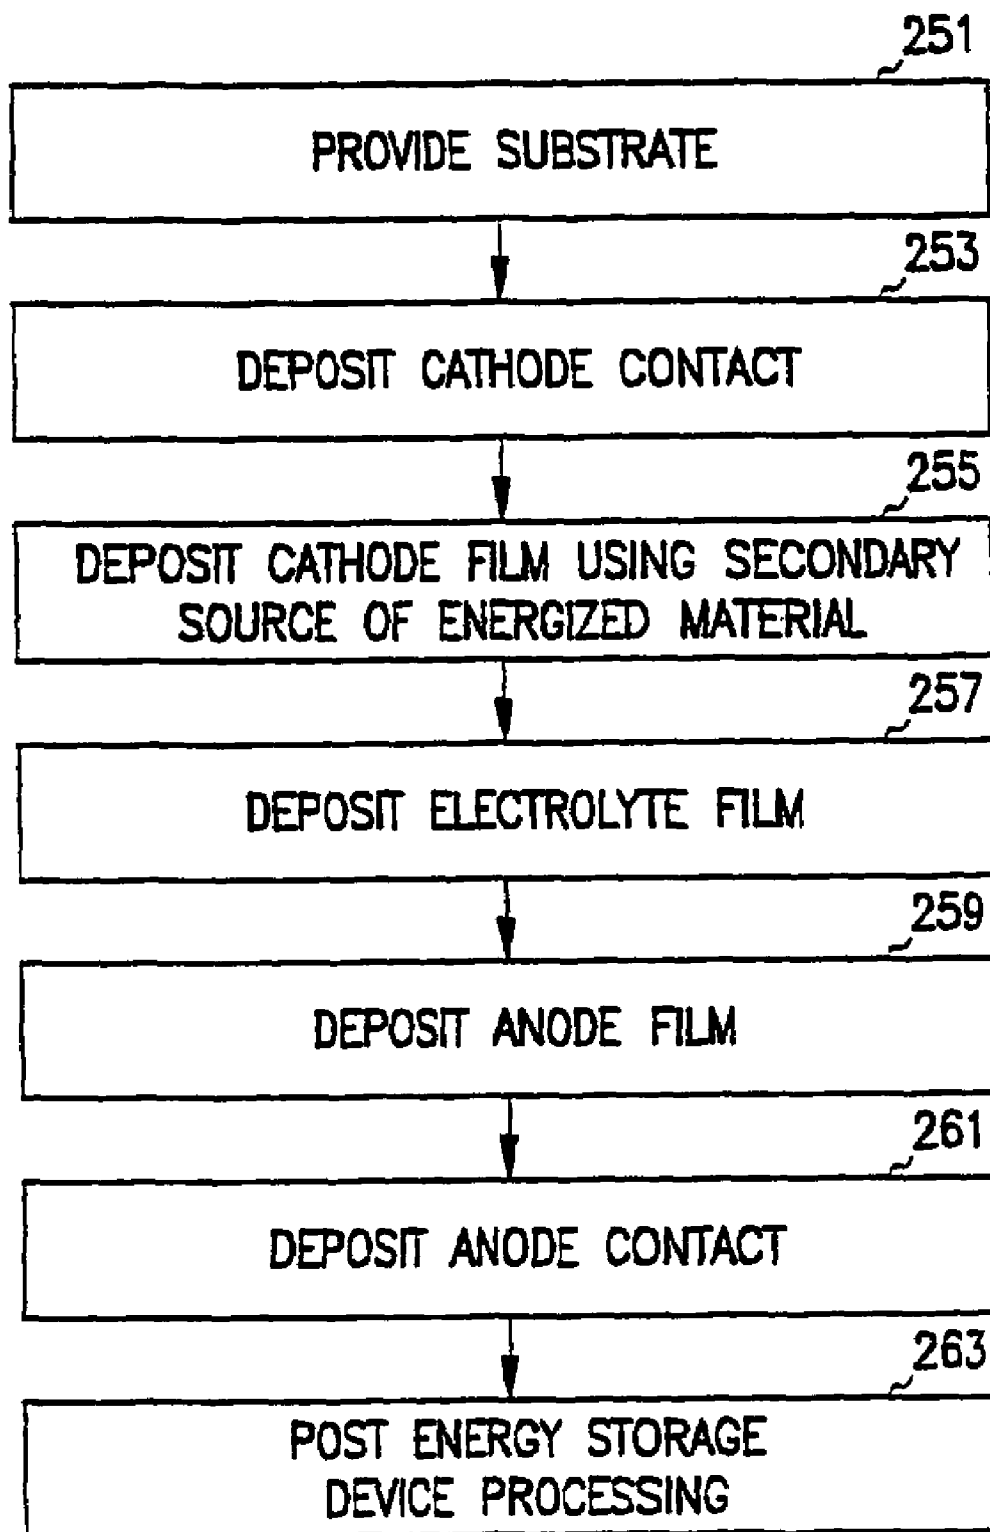 251
PROVIDE SUBSTRATE
253
DEPOSIT CATHODE CONTACT
255
DEPOSIT CATHODE FILM USING SECONDARY
SOURCE OF ENERGIZED MATERIAL
257
DEPOSIT ELECTROLYTE FILM
259
DEPOSIT ANODE FILM
261
DEPOSIT ANODE CONTACT
263
POST ENERGY STORAGE
DEVICE PROCESSING